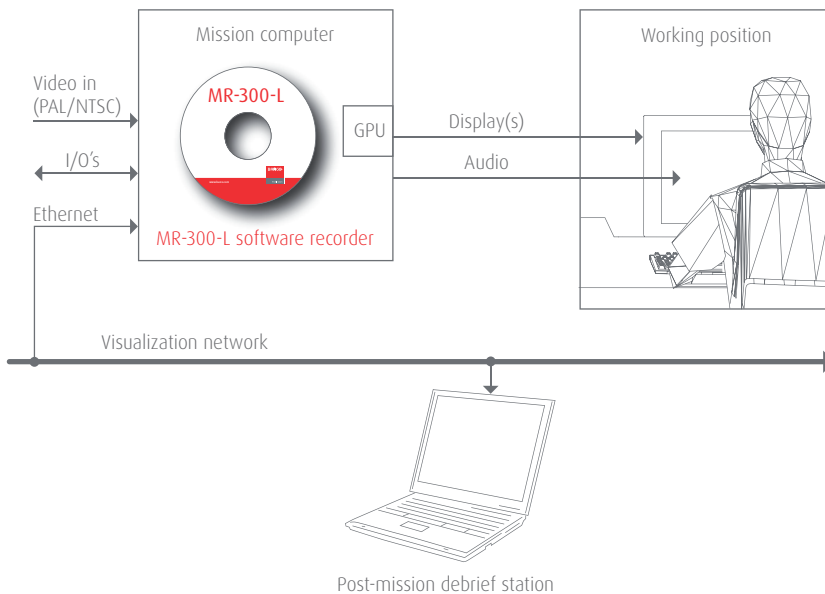 Mission computer
Working position
Video in
(PAL/NTSC)
MR-300-L
GPU
Display(s)
I/O's
Audio
Ethernet
MR-300-L software recorder
Visualization network
Post-mission debrief station